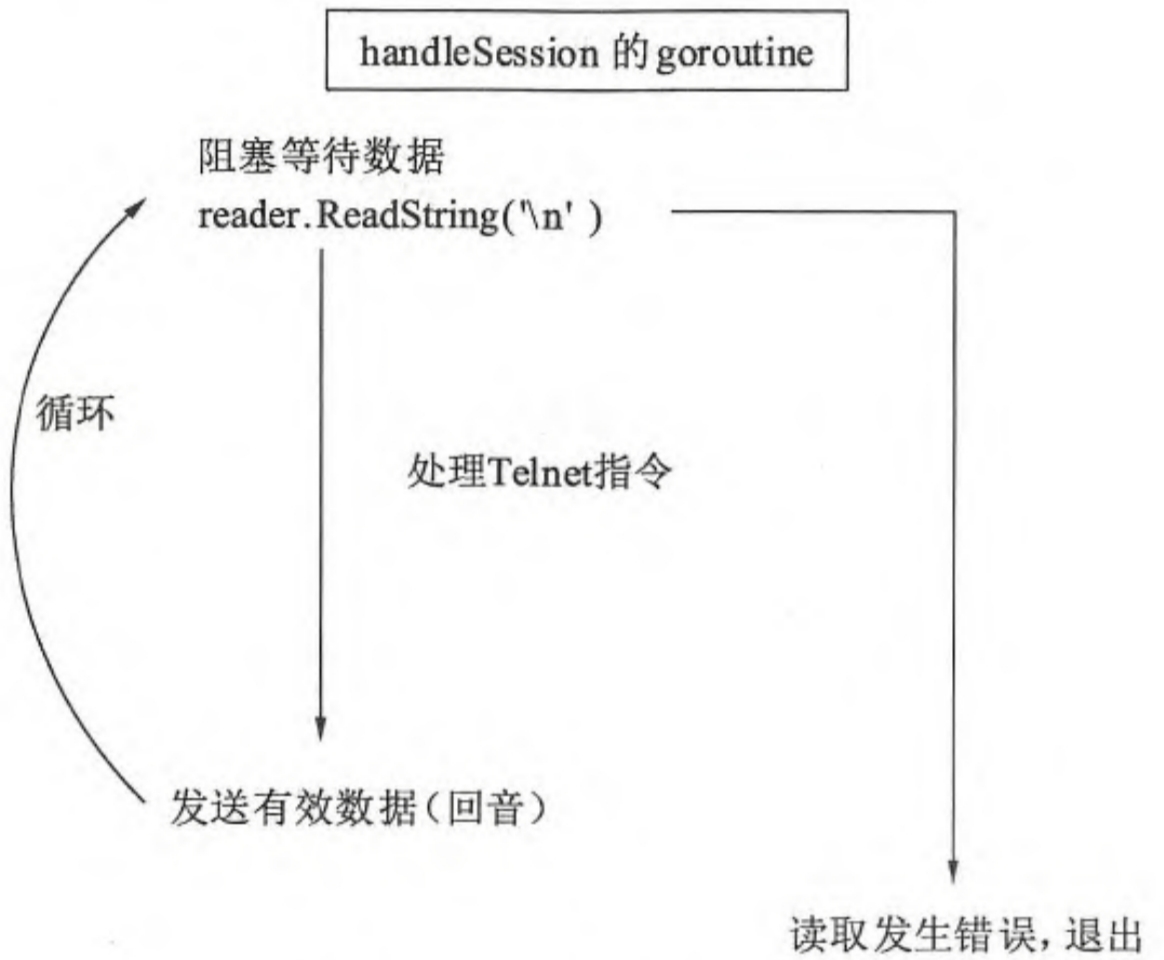 handleSession 的 goroutine
阻塞等待数据
reader.ReadString('\n' )
循环
处理Telnet指令
发送有效数据(回音)
读取发生错误,退出